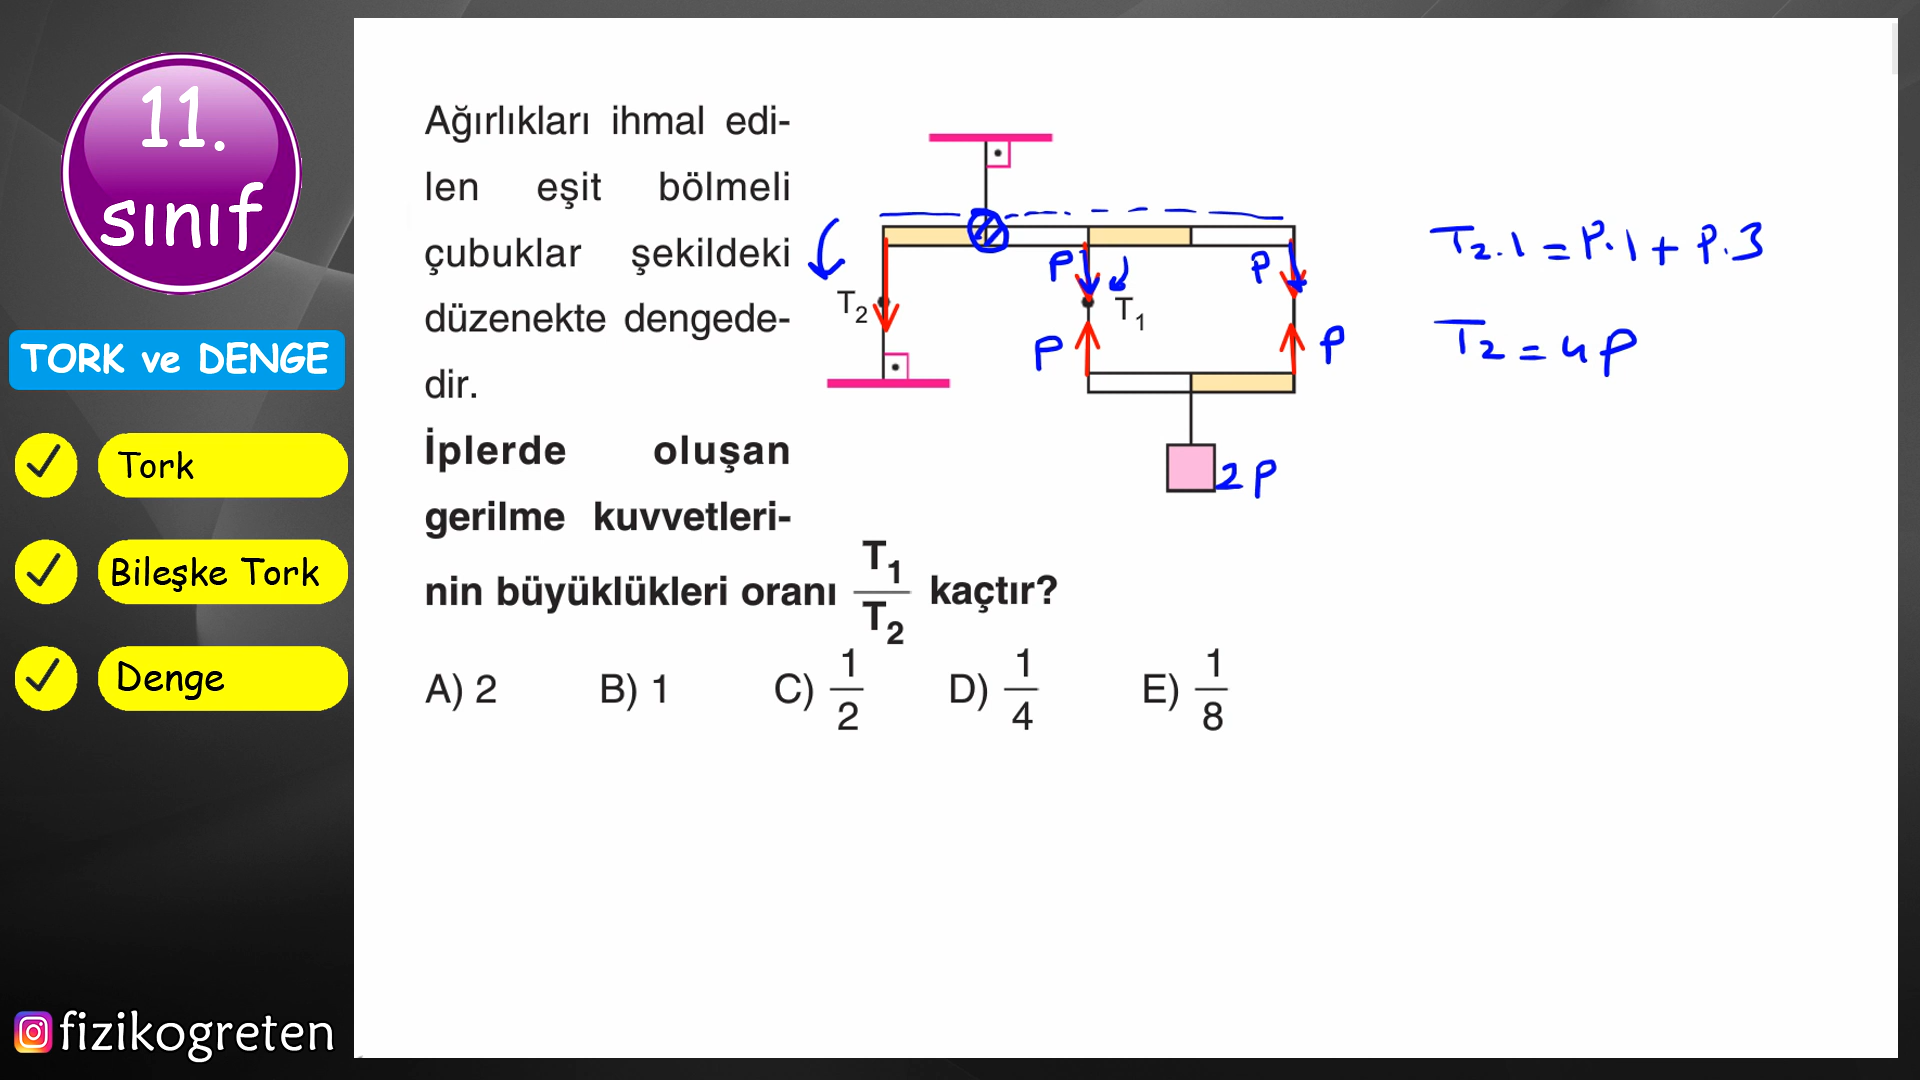 11.
sınıf
TORK ve DENGE
Tork
Bileşke Tork
Denge
fizikogreten
Ağırlıkları ihmal edi-
len eşit bölmeli
çubuklar şekildeki
düzenekte dengede-
dir.
İplerde oluşan
gerilme kuvvetleri-
nin büyüklükleri oranı T1/T2 kaçtır?
A) 2 B) 1 C) 1/2 D) 1/4 E) 1/8
P P
T2 T1
P P
2P
T2.1 = P.1 + P.3
T2 = 4P